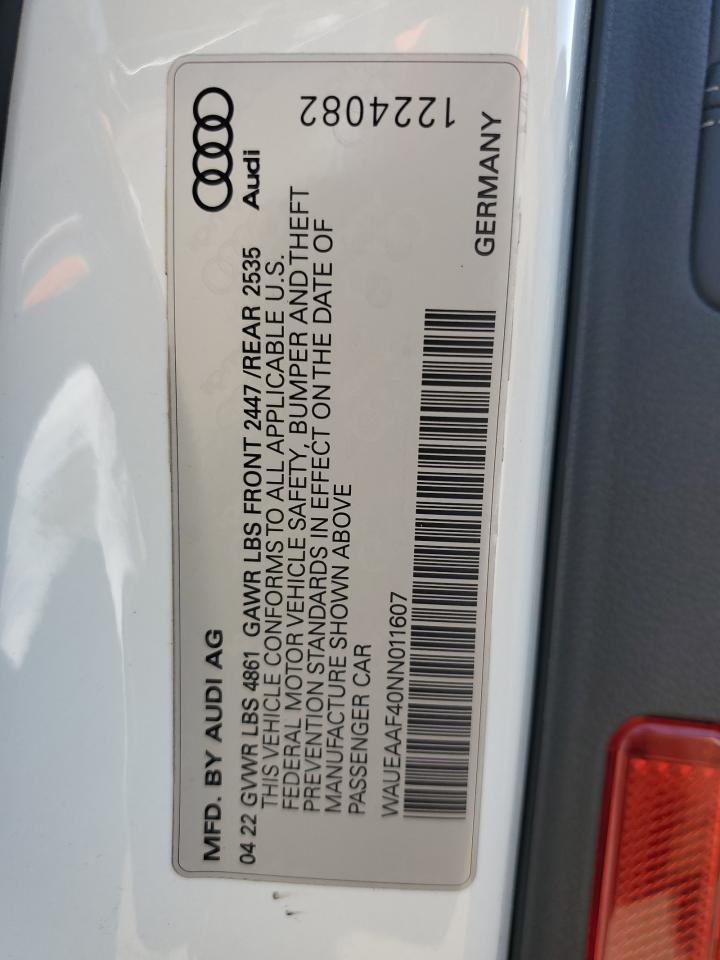 MFD. BY AUDI AG
Audi
04 22 GVWR LBS 4861 GAWR LBS FRONT 2447 /REAR 2535
THIS VEHICLE CONFORMS TO ALL APPLICABLE U.S.
FEDERAL MOTOR VEHICLE SAFETY, BUMPER AND THEFT
PREVENTION STANDARDS IN EFFECT ON THE DATE OF
MANUFACTURE SHOWN ABOVE
PASSENGER CAR
1224082
WAUEAAF40NN011607
GERMANY